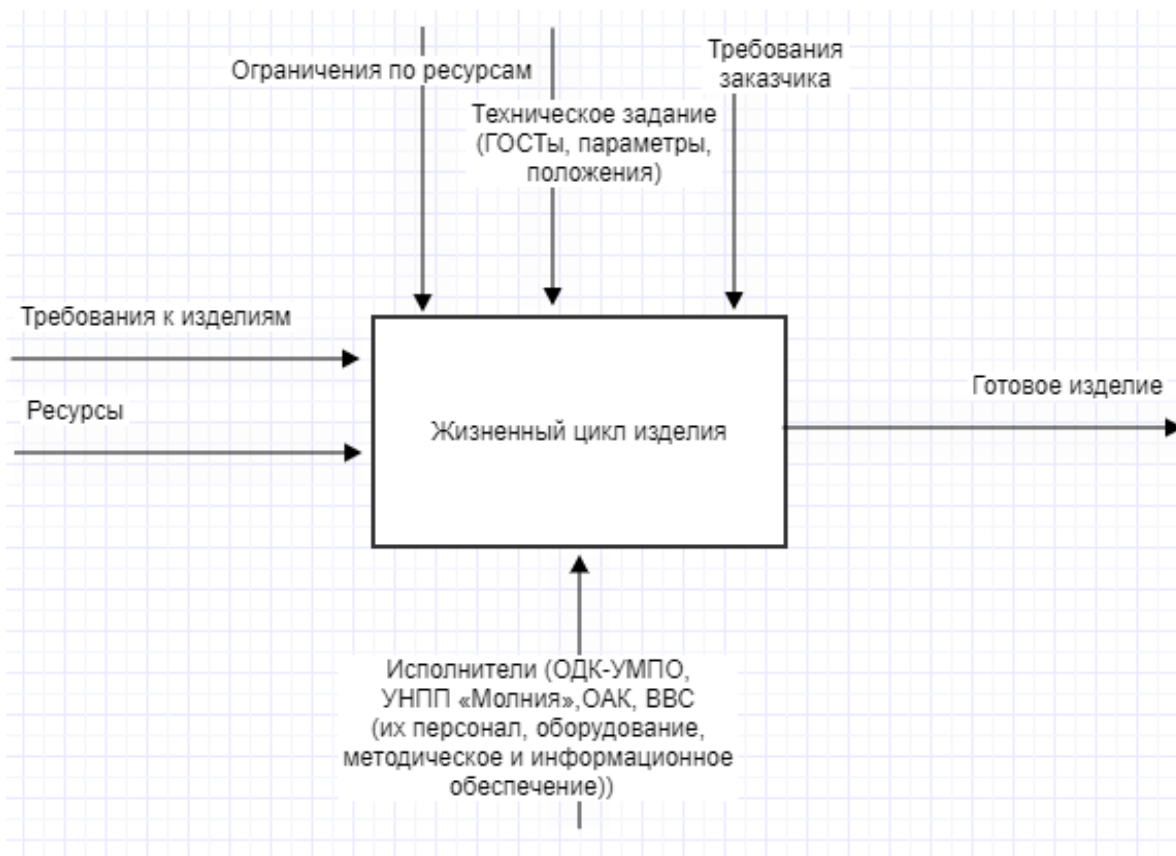 Ограничения по ресурсам
Техническое задание
(ГОСТы, параметры,
положения)
Требования
заказчика
Требования к изделиям
Ресурсы
Жизненный цикл изделия
Готовое изделие
Исполнители (ОДК-УМПО,
УНПП «Молния»,ОАК, ВВС
(их персонал, оборудование,
методическое и информационное
обеспечение))